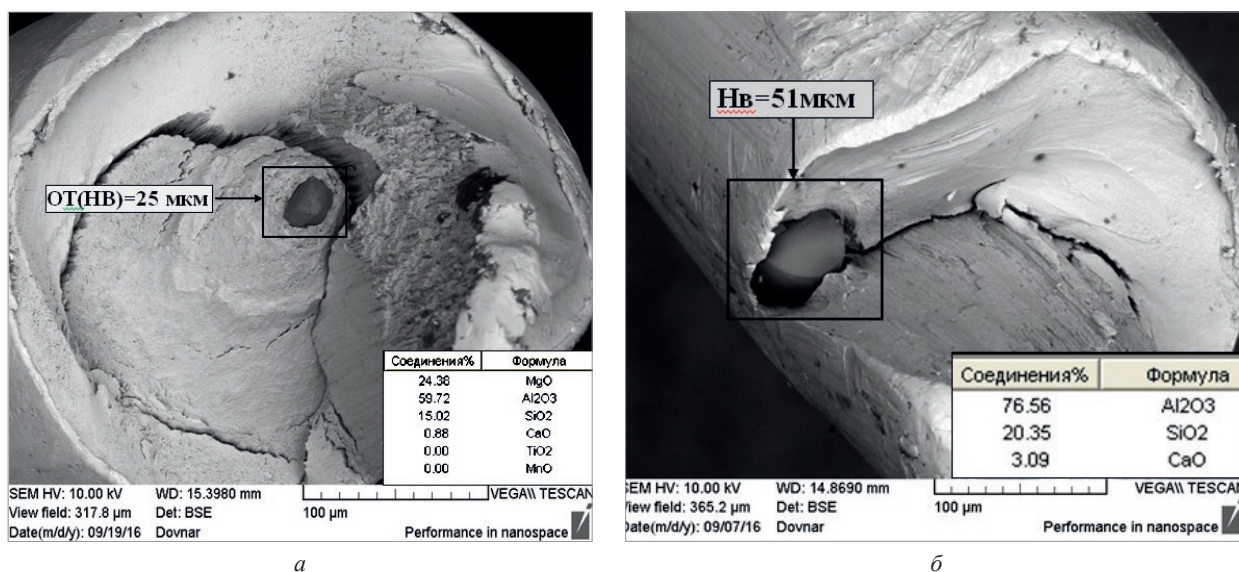 ОТ(НВ)=25 мкм
Соединения% Формула
24.38 MgO
59.72 Al2O3
15.02 SiO2
0.88 CaO
0.00 TiO2
0.00 MnO
SEM HV: 10.00 kV WD: 15.3980 mm VEGA\\ TESCAN
View field: 317.8 µm Det: BSE 100 µm
Date(m/d/y): 09/19/16 Dovnar Performance in nanospace
а
Нв=51мкм
Соединения% Формула
76.56 Al2O3
20.35 SiO2
3.09 CaO
SEM HV: 10.00 kV WD: 14.8690 mm VEGA\\ TESCAN
View field: 365.2 µm Det: BSE 100 µm
Date(m/d/y): 09/07/16 Dovnar Performance in nanospace
б